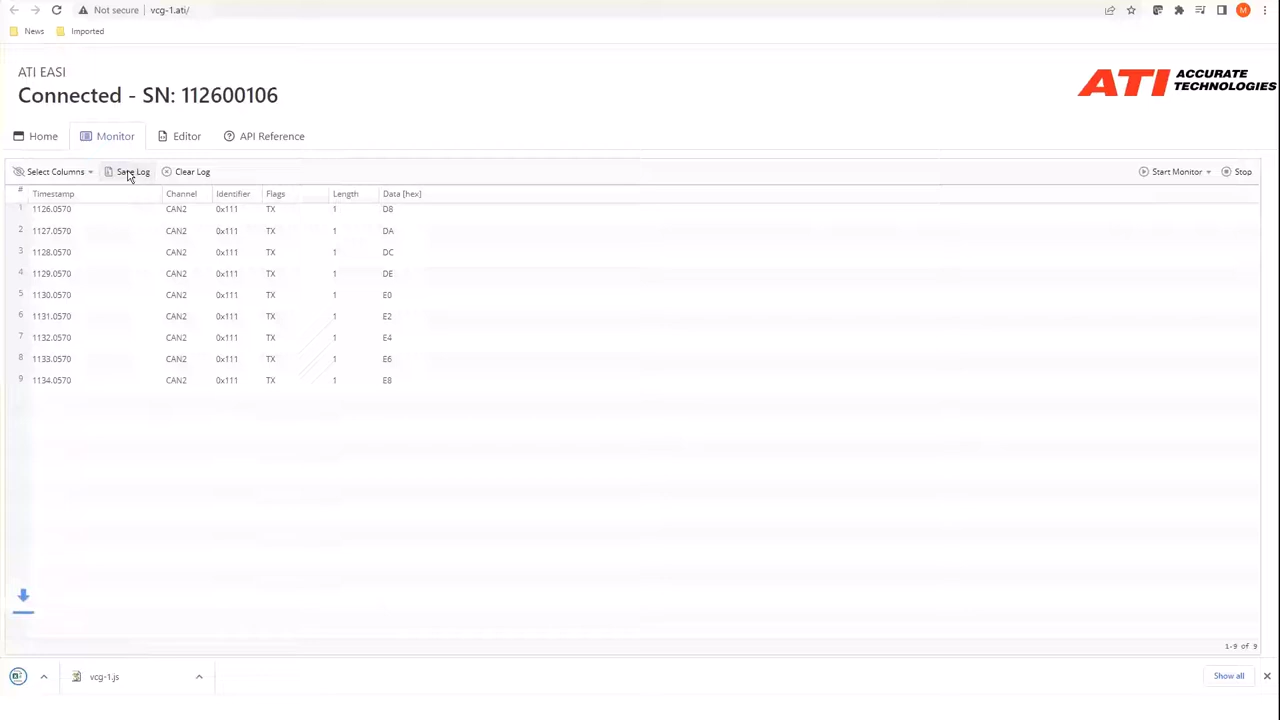 Not secure | vcg-1.ati/
M
News Imported
ATI EASI
Connected - SN: 112600106
ATI ACCURATE TECHNOLOGIES
Home Monitor Editor API Reference
Select Columns Save Log Clear Log Start Monitor Stop
# Timestamp Channel Identifier Flags Length Data [hex]
1 1126.0570 CAN2 0x111 TX 1 D8
2 1127.0570 CAN2 0x111 TX 1 DA
3 1128.0570 CAN2 0x111 TX 1 DC
4 1129.0570 CAN2 0x111 TX 1 DE
5 1130.0570 CAN2 0x111 TX 1 E0
6 1131.0570 CAN2 0x111 TX 1 E2
7 1132.0570 CAN2 0x111 TX 1 E4
8 1133.0570 CAN2 0x111 TX 1 E6
9 1134.0570 CAN2 0x111 TX 1 E8
1-9 of 9
vcg-1.js Show all